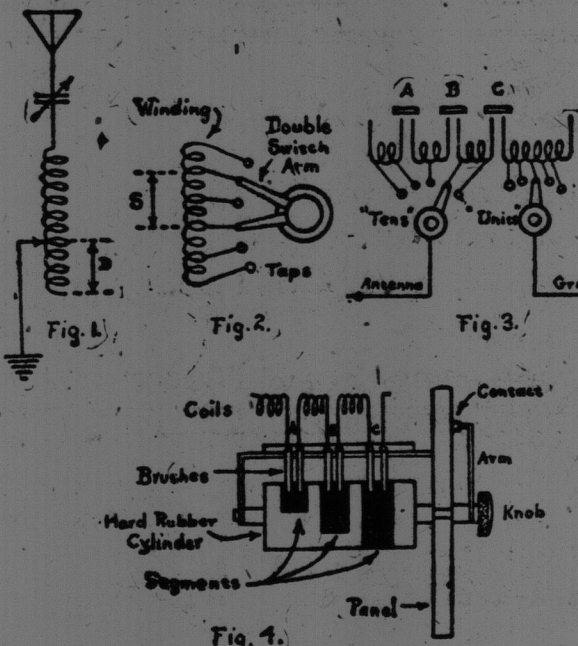 A B C
Winding
Double
Switch
Arm
S
D
"Tens"
"Units"
Taps
Antenna
Fig. 1.
Fig. 2.
Fig. 3.
Contact
Coils
A B C
Arm
Brushes
Knob
Hard Rubber
Cylinder
Segments
Panel
Fig. 4.